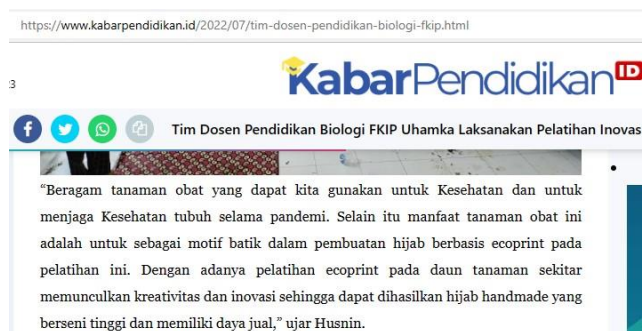 https://www.kabarpendidikan.id/2022/07/tim-dosen-pendidikan-biologi-fkip.html
3
KabarPendidikan ID
Tim Dosen Pendidikan Biologi FKIP Uhamka Laksanakan Pelatihan Inovas
“Beragam tanaman obat yang dapat kita gunakan untuk Kesehatan dan untuk
menjaga Kesehatan tubuh selama pandemi. Selain itu manfaat tanaman obat ini
adalah untuk sebagai motif batik dalam pembuatan hijab berbasis ecoprint pada
pelatihan ini. Dengan adanya pelatihan ecoprint pada daun tanaman sekitar
memunculkan kreativitas dan inovasi sehingga dapat dihasilkan hijab handmade yang
berseni tinggi dan memiliki daya jual,” ujar Husnin.